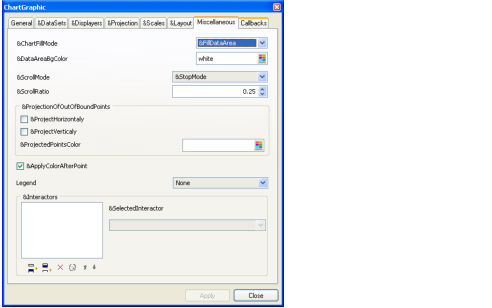 ChartGraphic
General &DataSets &Displayers &Projection &Scales &Layout Miscellaneous Callbacks
&ChartFillMode &FillDataArea
&DataAreaBgColor white
&ScrollMode &StopMode
&ScrollRatio 0.25
&ProjectionOfOutOfBoundPoints
&ProjectHorizontaly
&ProjectVerticaly
&ProjectedPointsColor
&ApplyColorAfterPoint
Legend None
&Interactors
&SelectedInteractor
Apply Close